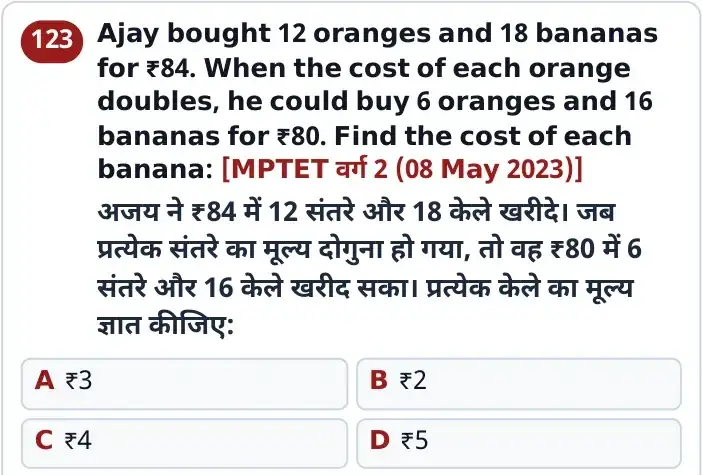 123 Ajay bought 12 oranges and 18 bananas
for ₹84. When the cost of each orange
doubles, he could buy 6 oranges and 16
bananas for ₹80. Find the cost of each
banana: [MPTET वर्ग 2 (08 May 2023)]
अजय ने ₹84 में 12 संतरे और 18 केले खरीदे। जब
प्रत्येक संतरे का मूल्य दोगुना हो गया, तो वह ₹80 में 6
संतरे और 16 केले खरीद सका। प्रत्येक केले का मूल्य
ज्ञात कीजिए:
A ₹3
B ₹2
C ₹4
D ₹5